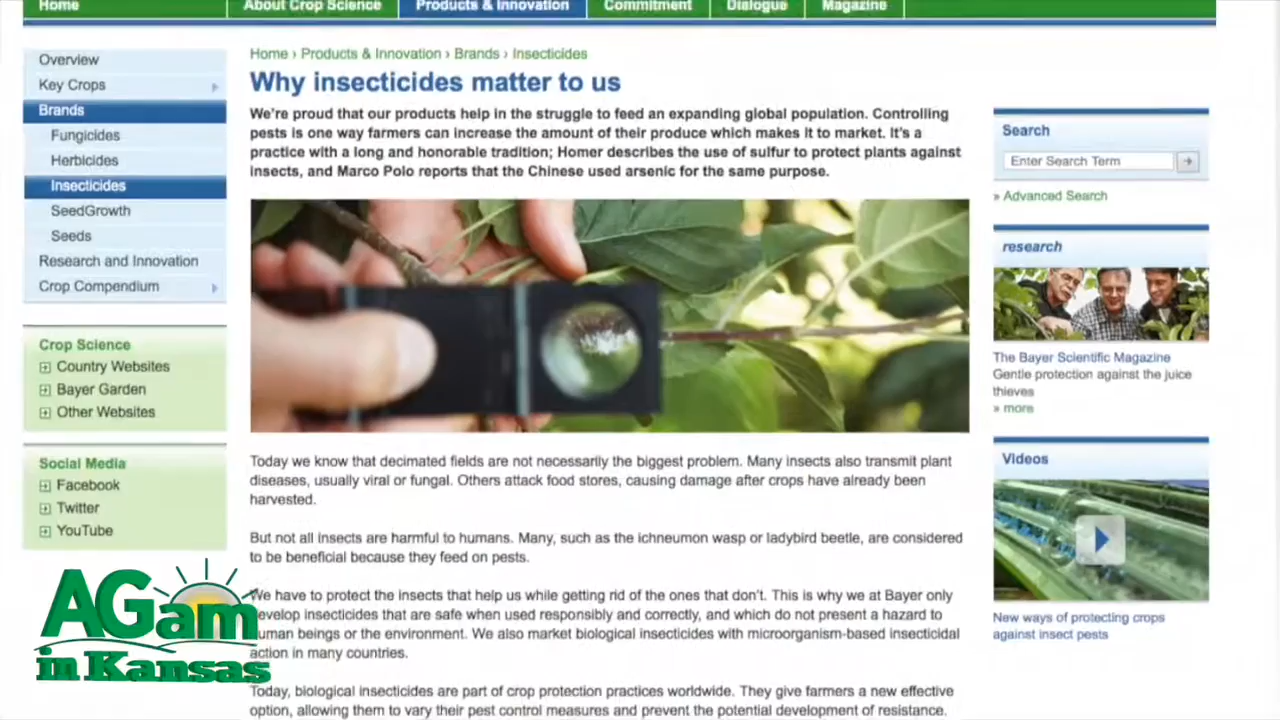 Home
About Crop Science
Products & Innovation
Commitment
Dialogue
Magazine
Overview
Key Crops
Brands
Fungicides
Herbicides
Insecticides
SeedGrowth
Seeds
Research and Innovation
Crop Compendium
Crop Science
Country Websites
Bayer Garden
Other Websites
Social Media
Facebook
Twitter
YouTube
Home › Products & Innovation › Brands › Insecticides
Why insecticides matter to us
We're proud that our products help in the struggle to feed an expanding global population. Controlling
pests is one way farmers can increase the amount of their produce which makes it to market. It's a
practice with a long and honorable tradition; Homer describes the use of sulfur to protect plants against
insects, and Marco Polo reports that the Chinese used arsenic for the same purpose.
Today we know that decimated fields are not necessarily the biggest problem. Many insects also transmit plant
diseases, usually viral or fungal. Others attack food stores, causing damage after crops have already been
harvested.
But not all insects are harmful to humans. Many, such as the ichneumon wasp or ladybird beetle, are considered
to be beneficial because they feed on pests.
We have to protect the insects that help us while getting rid of the ones that don't. This is why we at Bayer only
develop insecticides that are safe when used responsibly and correctly, and which do not present a hazard to
human beings or the environment. We also market biological insecticides with microorganism-based insecticidal
action in many countries.
Today, biological insecticides are part of crop protection practices worldwide. They give farmers a new effective
option, allowing them to vary their pest control measures and prevent the potential development of resistance.
Search
Enter Search Term
» Advanced Search
research
The Bayer Scientific Magazine
Gentle protection against the juice
thieves
» more
Videos
New ways of protecting crops
against insect pests
AGam
in Kansas